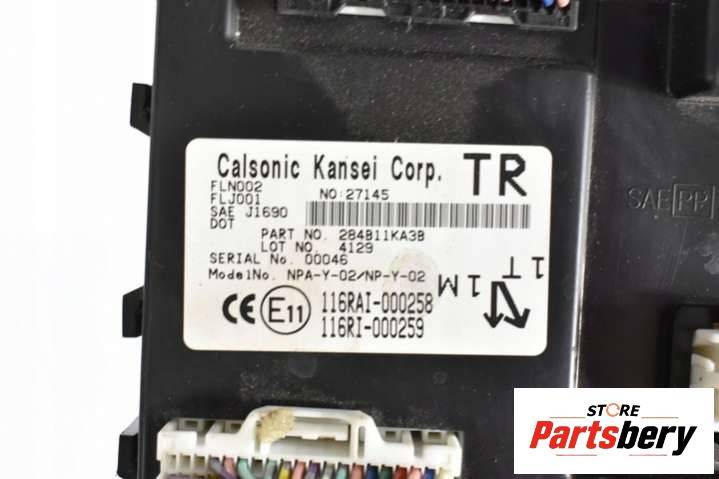 Calsonic Kansei Corp. TR
FLN002 NO:27145
FLJ001
SAE J1690
DOT
PART NO. 284B11KA3B
LOT NO. 4129
SERIAL No. 00046
ModelNo. NPA-Y-02/NP-Y-02
1M
1T
CE E11 116RAI-000258
116RI-000259
SAE PP
STORE
Partsbery